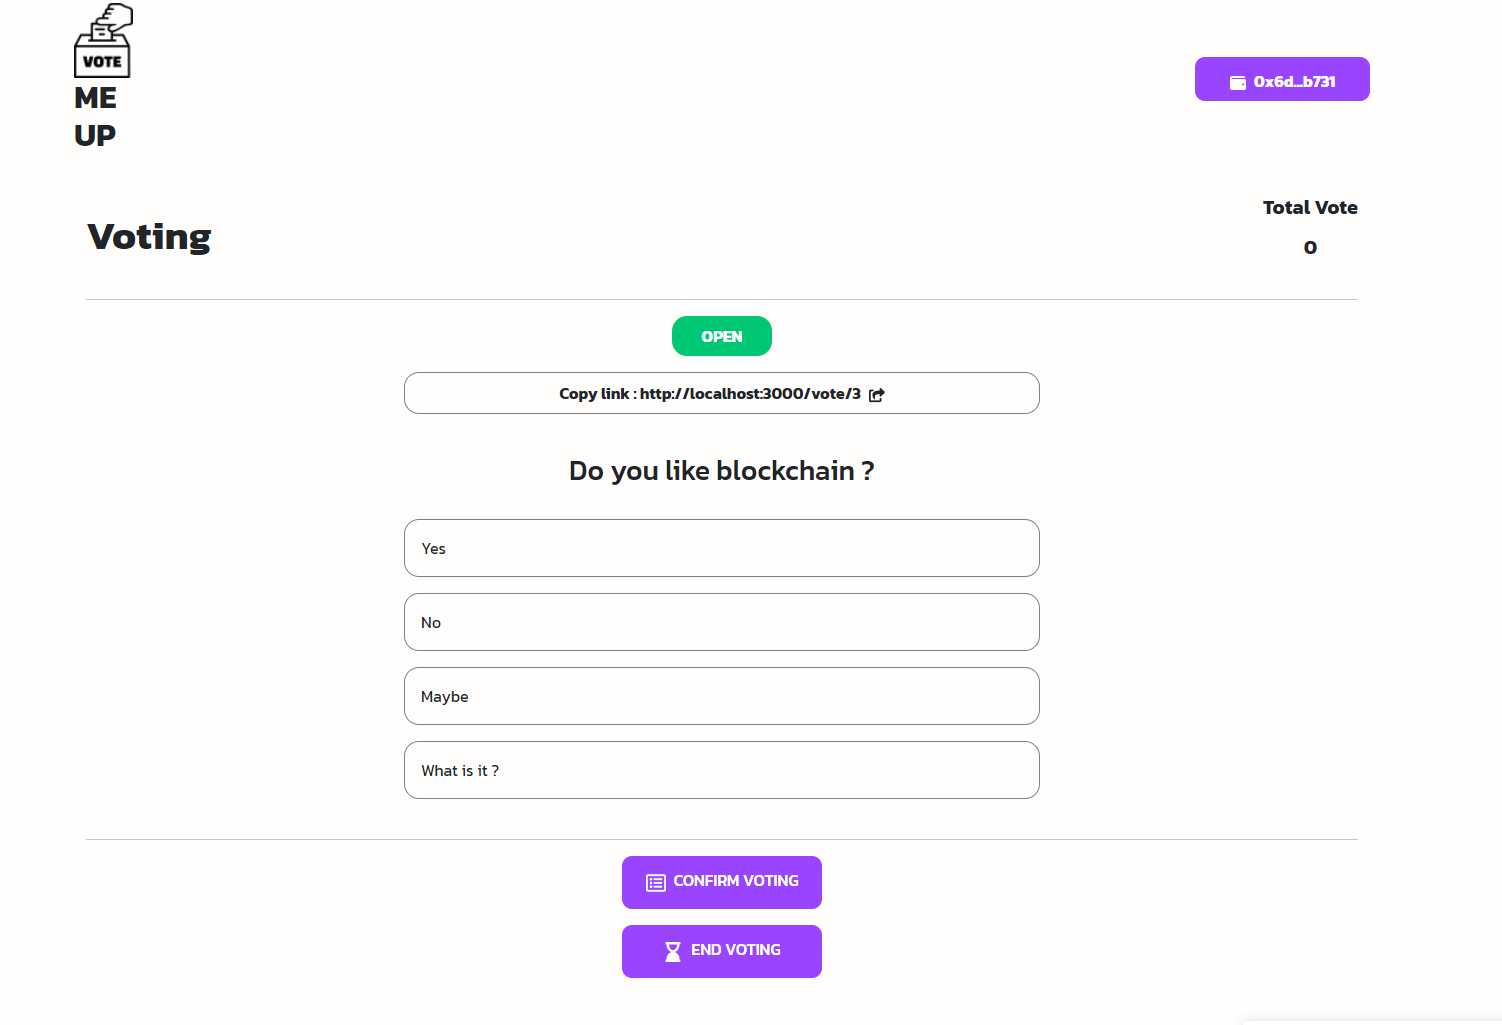 VOTE
ME
UP
0x6d...b731
Voting
Total Vote
0
OPEN
Copy link : http://localhost:3000/vote/3
Do you like blockchain ?
Yes
No
Maybe
What is it ?
CONFIRM VOTING
END VOTING